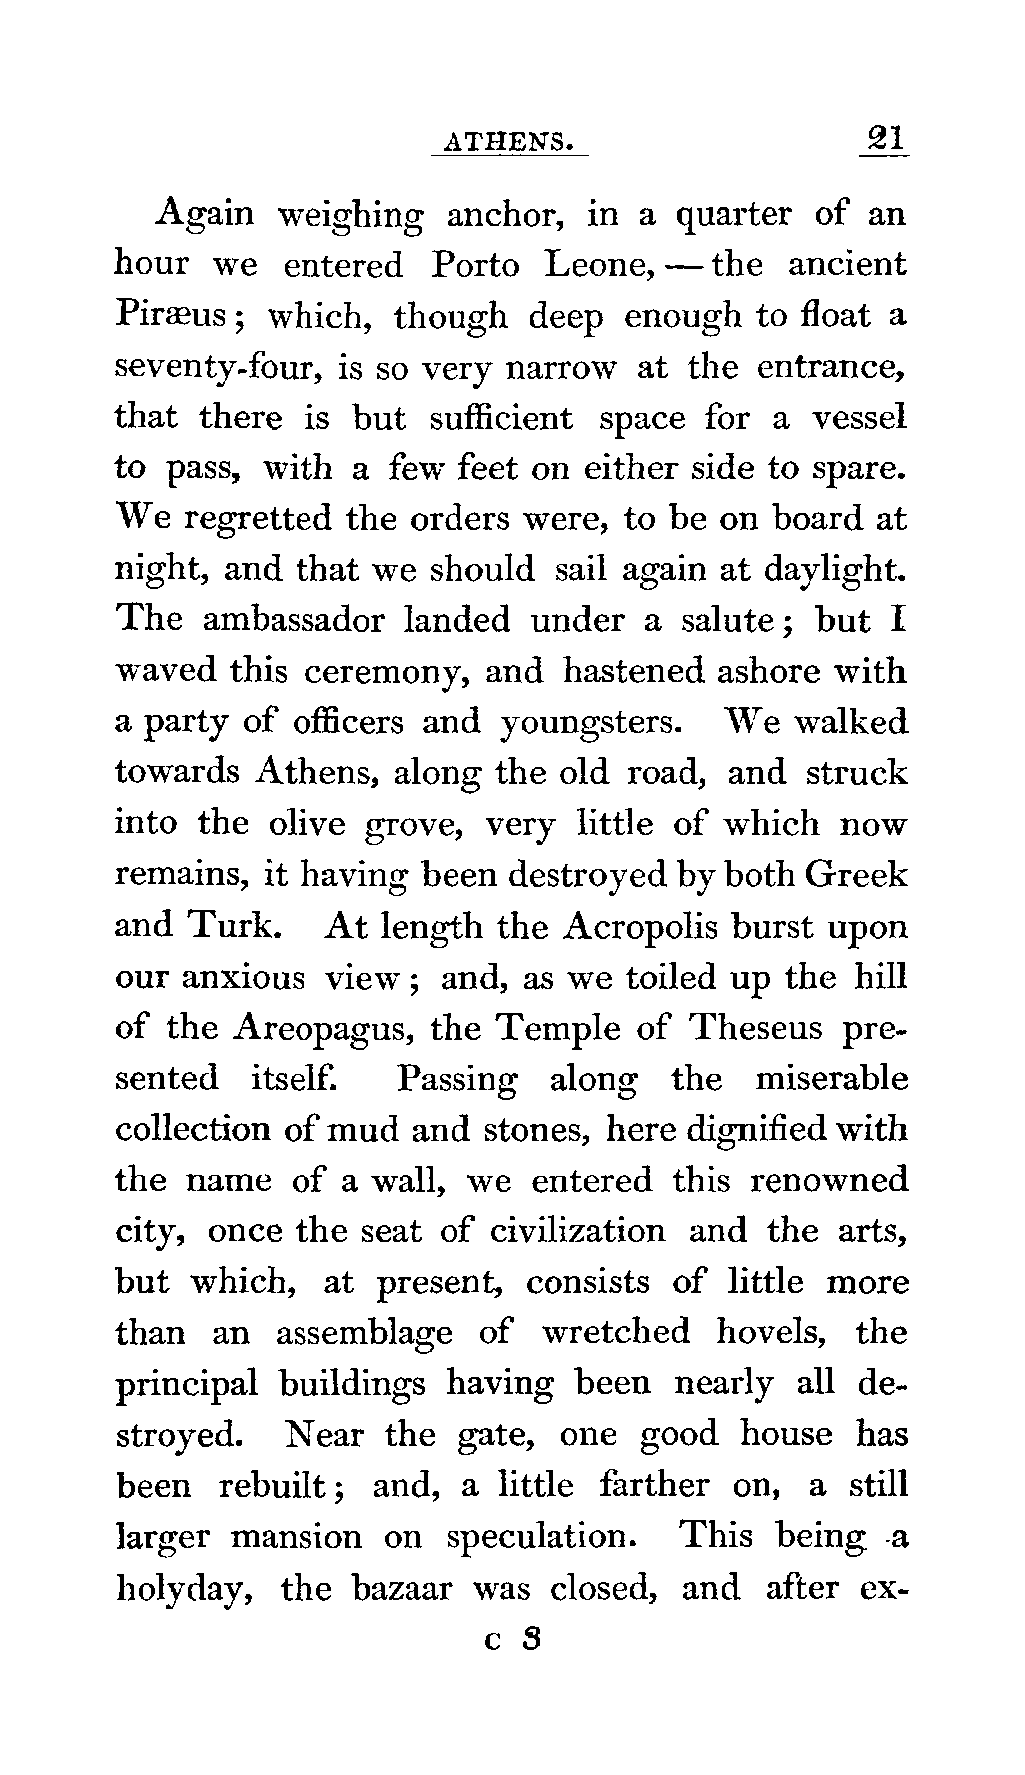 ATHENS. 21
Again weighing anchor, in a quarter of an
hour we entered Porto Leone, — the ancient
Piræus; which, though deep enough to float a
seventy-four, is so very narrow at the entrance,
that there is but sufficient space for a vessel
to pass, with a few feet on either side to spare.
We regretted the orders were, to be on board at
night, and that we should sail again at daylight.
The ambassador landed under a salute; but I
waved this ceremony, and hastened ashore with
a party of officers and youngsters. We walked
towards Athens, along the old road, and struck
into the olive grove, very little of which now
remains, it having been destroyed by both Greek
and Turk. At length the Acropolis burst upon
our anxious view; and, as we toiled up the hill
of the Areopagus, the Temple of Theseus pre-
sented itself. Passing along the miserable
collection of mud and stones, here dignified with
the name of a wall, we entered this renowned
city, once the seat of civilization and the arts,
but which, at present, consists of little more
than an assemblage of wretched hovels, the
principal buildings having been nearly all de-
stroyed. Near the gate, one good house has
been rebuilt; and, a little farther on, a still
larger mansion on speculation. This being a
holyday, the bazaar was closed, and after ex-
C 3